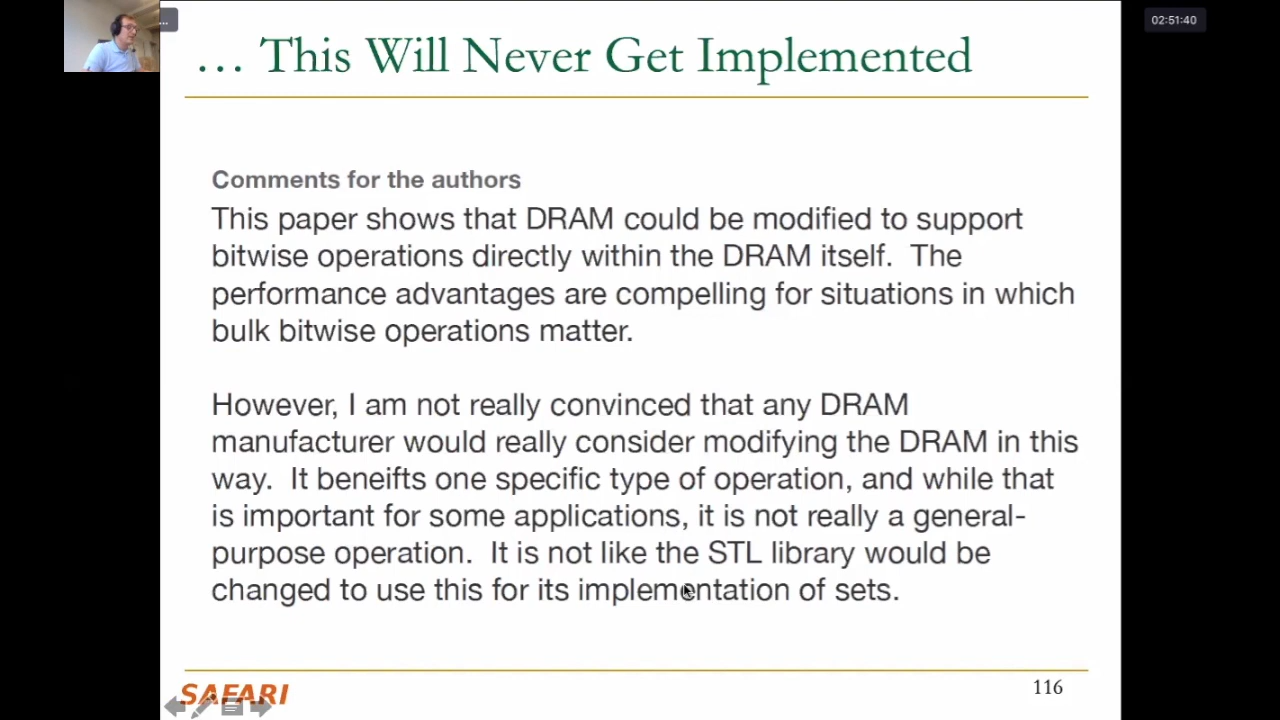 ...
02:51:40
… This Will Never Get Implemented
Comments for the authors
This paper shows that DRAM could be modified to support
bitwise operations directly within the DRAM itself.  The
performance advantages are compelling for situations in which
bulk bitwise operations matter.
However, I am not really convinced that any DRAM
manufacturer would really consider modifying the DRAM in this
way.  It beneifts one specific type of operation, and while that
is important for some applications, it is not really a general-
purpose operation.  It is not like the STL library would be
changed to use this for its implementation of sets.
SAFARI
116